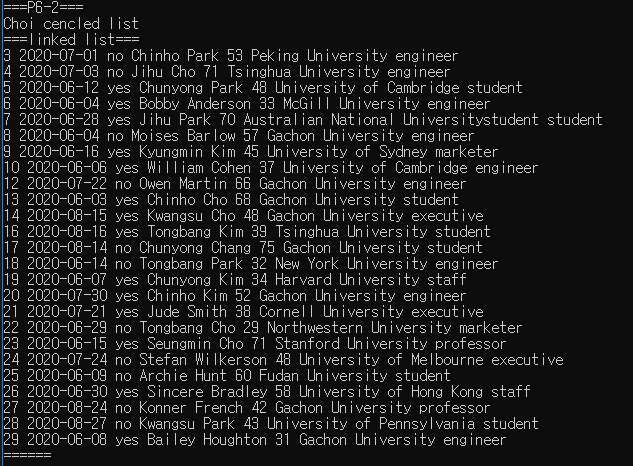 ===P6-2===
Choi cencled list
===linked list===
3 2020-07-01 no Chinho Park 53 Peking University engineer
4 2020-07-03 no Jihu Cho 71 Tsinghua University engineer
5 2020-06-12 yes Chunyong Park 48 University of Cambridge student
6 2020-06-04 yes Bobby Anderson 33 McGill University engineer
7 2020-06-28 yes Jihu Park 70 Australian National Universitystudent student
8 2020-06-04 no Moises Barlow 57 Gachon University engineer
9 2020-06-16 yes Kyungmin Kim 45 University of Sydney marketer
10 2020-06-06 yes William Cohen 37 University of Cambridge engineer
12 2020-07-22 no Owen Martin 66 Gachon University engineer
13 2020-06-03 yes Chinho Cho 68 Gachon University student
14 2020-08-15 yes Kwangsu Cho 48 Gachon University executive
16 2020-08-16 yes Tongbang Kim 39 Tsinghua University student
17 2020-08-14 no Chunyong Chang 75 Gachon University student
18 2020-06-14 no Tongbang Park 32 New York University engineer
19 2020-06-07 yes Chunyong Kim 34 Harvard University staff
20 2020-07-30 yes Chinho Kim 52 Gachon University engineer
21 2020-07-21 yes Jude Smith 38 Cornell University executive
22 2020-06-29 no Tongbang Cho 29 Northwestern University marketer
23 2020-06-15 yes Seungmin Cho 71 Stanford University professor
24 2020-07-24 no Stefan Wilkerson 48 University of Melbourne executive
25 2020-06-09 no Archie Hunt 60 Fudan University student
26 2020-06-30 yes Sincere Bradley 58 University of Hong Kong staff
27 2020-08-24 no Konner French 42 Gachon University professor
28 2020-08-27 no Kwangsu Park 43 University of Pennsylvania student
29 2020-06-08 yes Bailey Houghton 31 Gachon University engineer
======